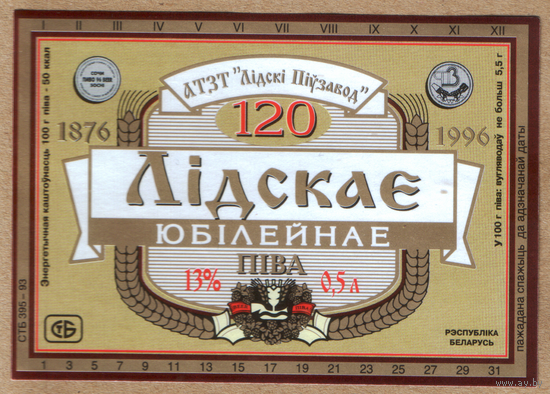 I II III IV V VI VII VIII IX X XI XII
АТЗТ "Лідскі Піўзавод"
120
1876
1996
Лідскає
ЮБІЛЕЙНАЕ
ПІВА
13%
0,5 л
РЭСПУБЛІКА
БЕЛАРУСЬ
Энергетычная каштоўнасць 100 г піва - 50 ккал
СТБ 395 – 93
У 100 г піва: вугляводаў не больш 5,5 г
пажадана спажыць да адзначанай даты
1 3 5 7 9 11 13 15 17 19 21 23 25 27 29 31